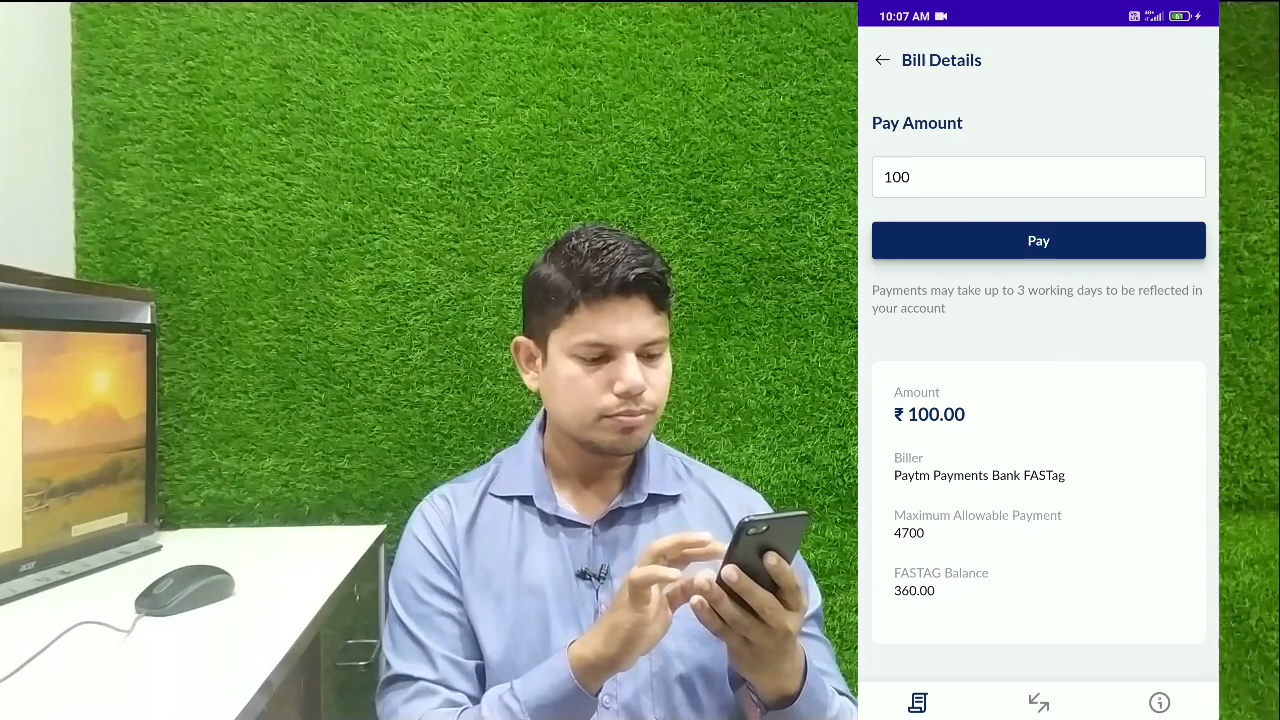 10:07 AM
61
Bill Details
Pay Amount
100
Pay
Payments may take up to 3 working days to be reflected in
your account
Amount
₹ 100.00
Biller
Paytm Payments Bank FASTag
Maximum Allowable Payment
4700
FASTAG Balance
360.00
acer